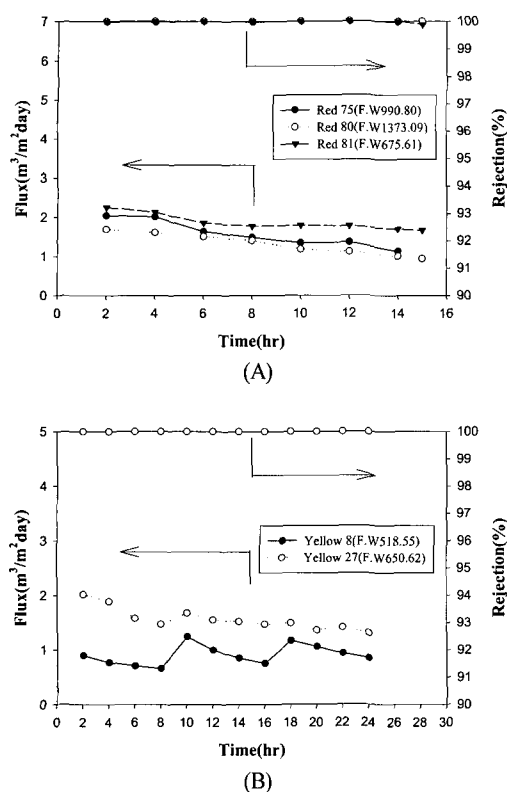 7
6
5
4
3
2
1
0
Flux(m³/m²day)
100
99
98
97
96
95
94
93
92
91
90
Rejection(%)
Red 75(F.W990.80)
Red 80(F.W1373.09)
Red 81(F.W675.61)
0 2 4 6 8 10 12 14 16
Time(hr)
(A)
5
4
3
2
1
0
Flux(m³/m²day)
100
99
98
97
96
95
94
93
92
91
90
Rejection(%)
Yellow 8(F.W518.55)
Yellow 27(F.W650.62)
0 2 4 6 8 10 12 14 16 18 20 22 24 26 28 30
Time(hr)
(B)